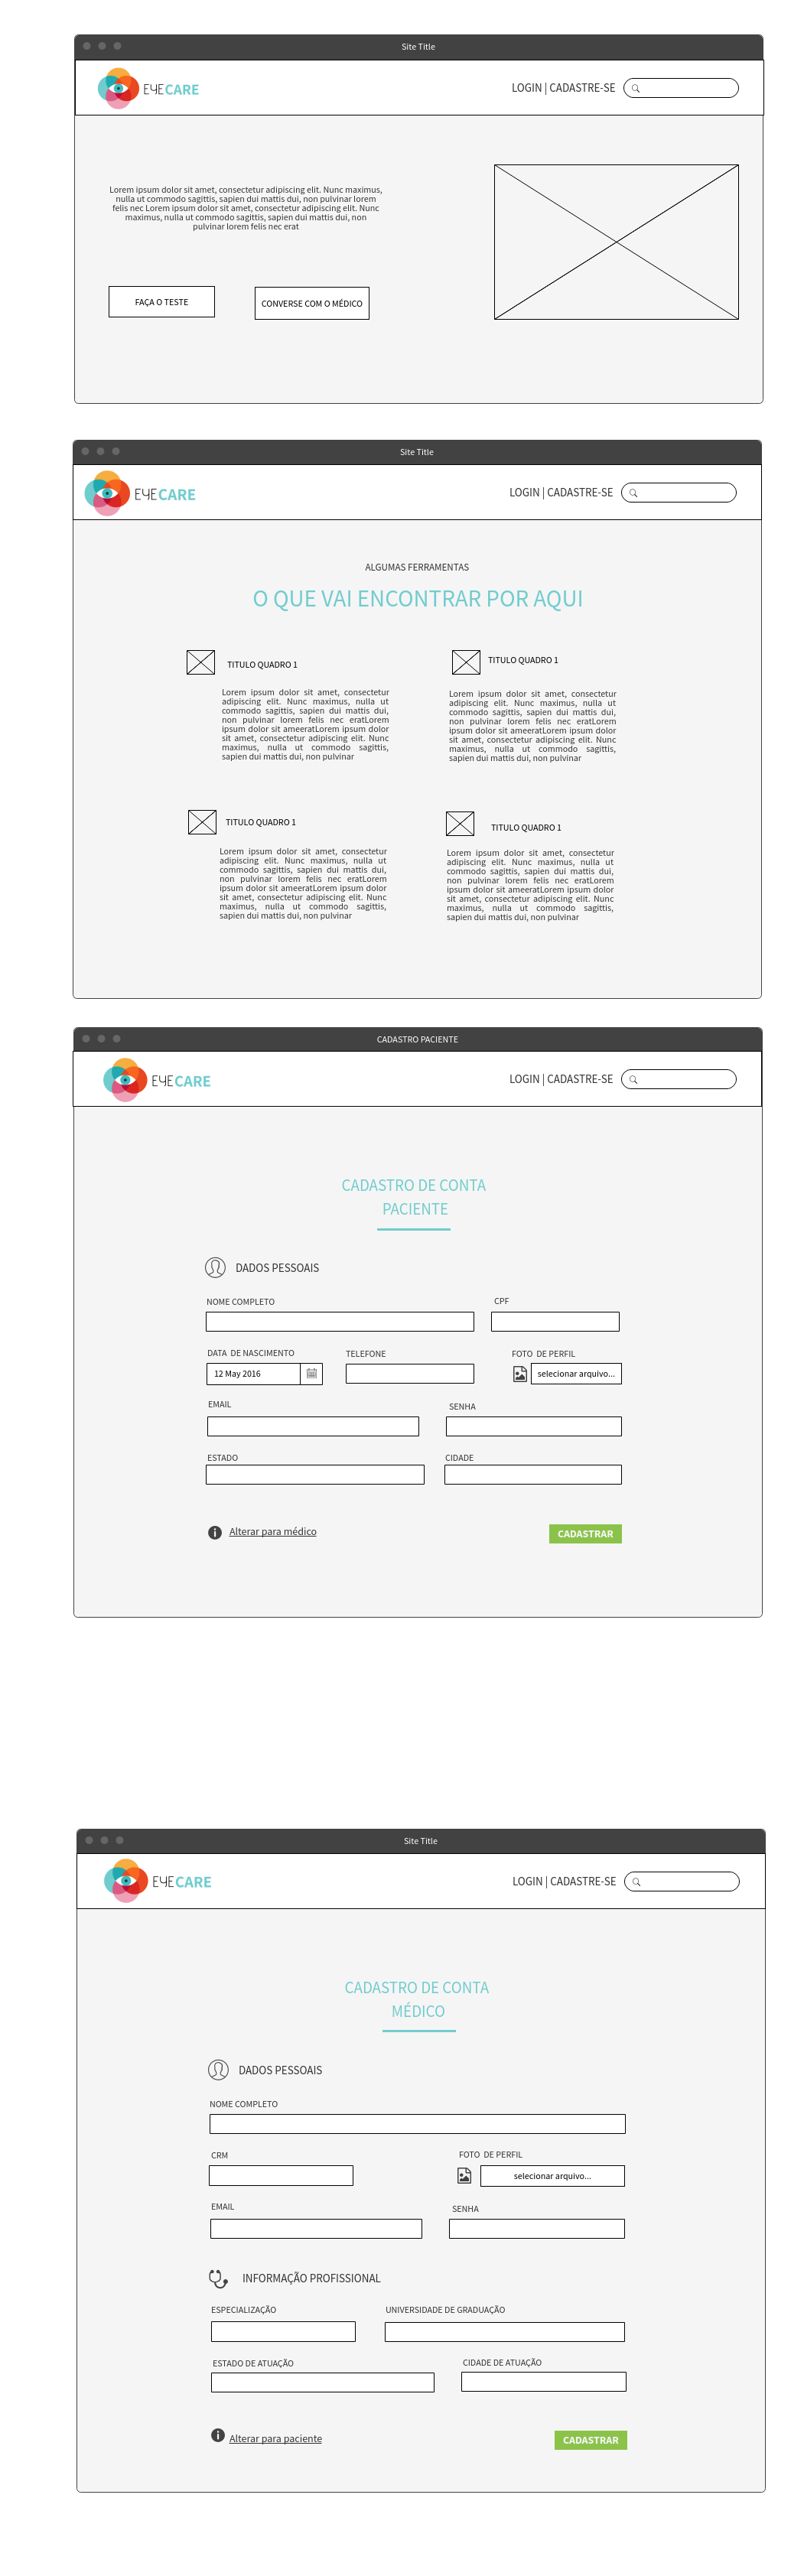 Site Title
EYECARE
LOGIN | CADASTRE-SE
Lorem ipsum dolor sit amet, consectetur adipiscing elit. Nunc maximus,
nulla ut commodo sagittis, sapien dui mattis dui, non pulvinar lorem
felis nec Lorem ipsum dolor sit amet, consectetur adipiscing elit. Nunc
maximus, nulla ut commodo sagittis, sapien dui mattis dui, non
pulvinar lorem felis nec erat
FAÇA O TESTE
CONVERSE COM O MÉDICO
Site Title
EYECARE
LOGIN | CADASTRE-SE
ALGUMAS FERRAMENTAS
O QUE VAI ENCONTRAR POR AQUI
TITULO QUADRO 1
Lorem ipsum dolor sit amet, consectetur
adipiscing elit. Nunc maximus, nulla ut
commodo sagittis, sapien dui mattis dui,
non pulvinar lorem felis nec eratLorem
ipsum dolor sit ameeratLorem ipsum dolor
sit amet, consectetur adipiscing elit. Nunc
maximus, nulla ut commodo sagittis,
sapien dui mattis dui, non pulvinar
TITULO QUADRO 1
Lorem ipsum dolor sit amet, consectetur
adipiscing elit. Nunc maximus, nulla ut
commodo sagittis, sapien dui mattis dui,
non pulvinar lorem felis nec eratLorem
ipsum dolor sit ameeratLorem ipsum dolor
sit amet, consectetur adipiscing elit. Nunc
maximus, nulla ut commodo sagittis,
sapien dui mattis dui, non pulvinar
TITULO QUADRO 1
Lorem ipsum dolor sit amet, consectetur
adipiscing elit. Nunc maximus, nulla ut
commodo sagittis, sapien dui mattis dui,
non pulvinar lorem felis nec eratLorem
ipsum dolor sit ameeratLorem ipsum dolor
sit amet, consectetur adipiscing elit. Nunc
maximus, nulla ut commodo sagittis,
sapien dui mattis dui, non pulvinar
TITULO QUADRO 1
Lorem ipsum dolor sit amet, consectetur
adipiscing elit. Nunc maximus, nulla ut
commodo sagittis, sapien dui mattis dui,
non pulvinar lorem felis nec eratLorem
ipsum dolor sit ameeratLorem ipsum dolor
sit amet, consectetur adipiscing elit. Nunc
maximus, nulla ut commodo sagittis,
sapien dui mattis dui, non pulvinar
CADASTRO PACIENTE
EYECARE
LOGIN | CADASTRE-SE
CADASTRO DE CONTA
PACIENTE
DADOS PESSOAIS
NOME COMPLETO
CPF
DATA DE NASCIMENTO
TELEFONE
FOTO DE PERFIL
12 May 2016
selecionar arquivo...
EMAIL
SENHA
ESTADO
CIDADE
Alterar para médico
CADASTRAR
Site Title
EYECARE
LOGIN | CADASTRE-SE
CADASTRO DE CONTA
MÉDICO
DADOS PESSOAIS
NOME COMPLETO
CRM
FOTO DE PERFIL
selecionar arquivo...
EMAIL
SENHA
INFORMAÇÃO PROFISSIONAL
ESPECIALIZAÇÃO
UNIVERSIDADE DE GRADUAÇÃO
ESTADO DE ATUAÇÃO
CIDADE DE ATUAÇÃO
Alterar para paciente
CADASTRAR